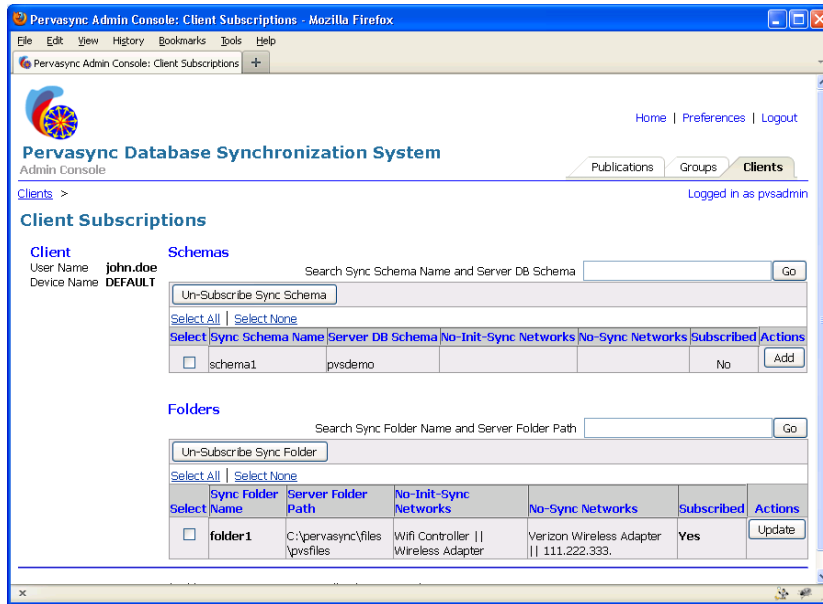 Pervasync Admin Console: Client Subscriptions - Mozilla Firefox
File Edit View History Bookmarks Tools Help
Pervasync Admin Console: Client Subscriptions +
Home | Preferences | Logout
Pervasync Database Synchronization System
Admin Console
Publications Groups Clients
Clients >
Logged in as pvsadmin
Client Subscriptions
Client
User Name john.doe
Device Name DEFAULT
Schemas
Search Sync Schema Name and Server DB Schema Go
Un-Subscribe Sync Schema
Select All | Select None
Select Sync Schema Name Server DB Schema No-Init-Sync Networks No-Sync Networks Subscribed Actions
schema1 pvsdemo No Add
Folders
Search Sync Folder Name and Server Folder Path Go
Un-Subscribe Sync Folder
Select All | Select None
Select Sync Folder Name Server Folder Path No-Init-Sync Networks No-Sync Networks Subscribed Actions
folder1 C:\pervasync\files\pvsfiles Wifi Controller || Wireless Adapter Verizon Wireless Adapter || 111.222.333. Yes Update
x